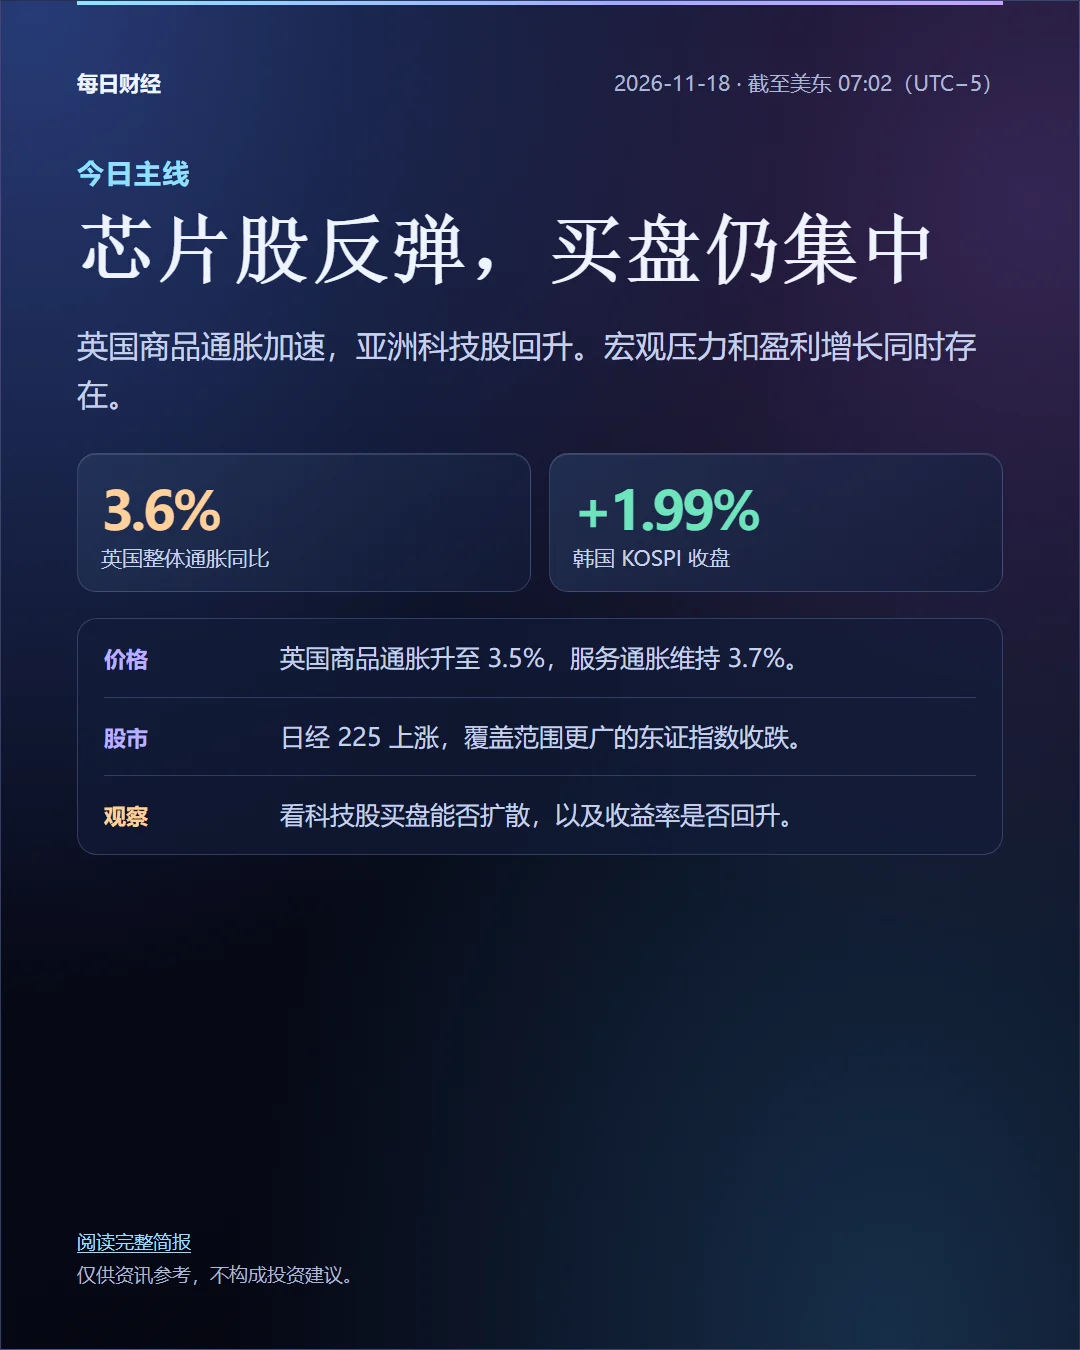 每日财经
2026-11-18 · 截至美东 07:02（UTC−5）
今日主线
芯片股反弹，买盘仍集中
英国商品通胀加速，亚洲科技股回升。宏观压力和盈利增长同时存
在。
3.6%
英国整体通胀同比
+1.99%
韩国 KOSPI 收盘
价格 英国商品通胀升至 3.5%，服务通胀维持 3.7%。
股市 日经 225 上涨，覆盖范围更广的东证指数收跌。
观察 看科技股买盘能否扩散，以及收益率是否回升。
阅读完整简报
仅供资讯参考，不构成投资建议。